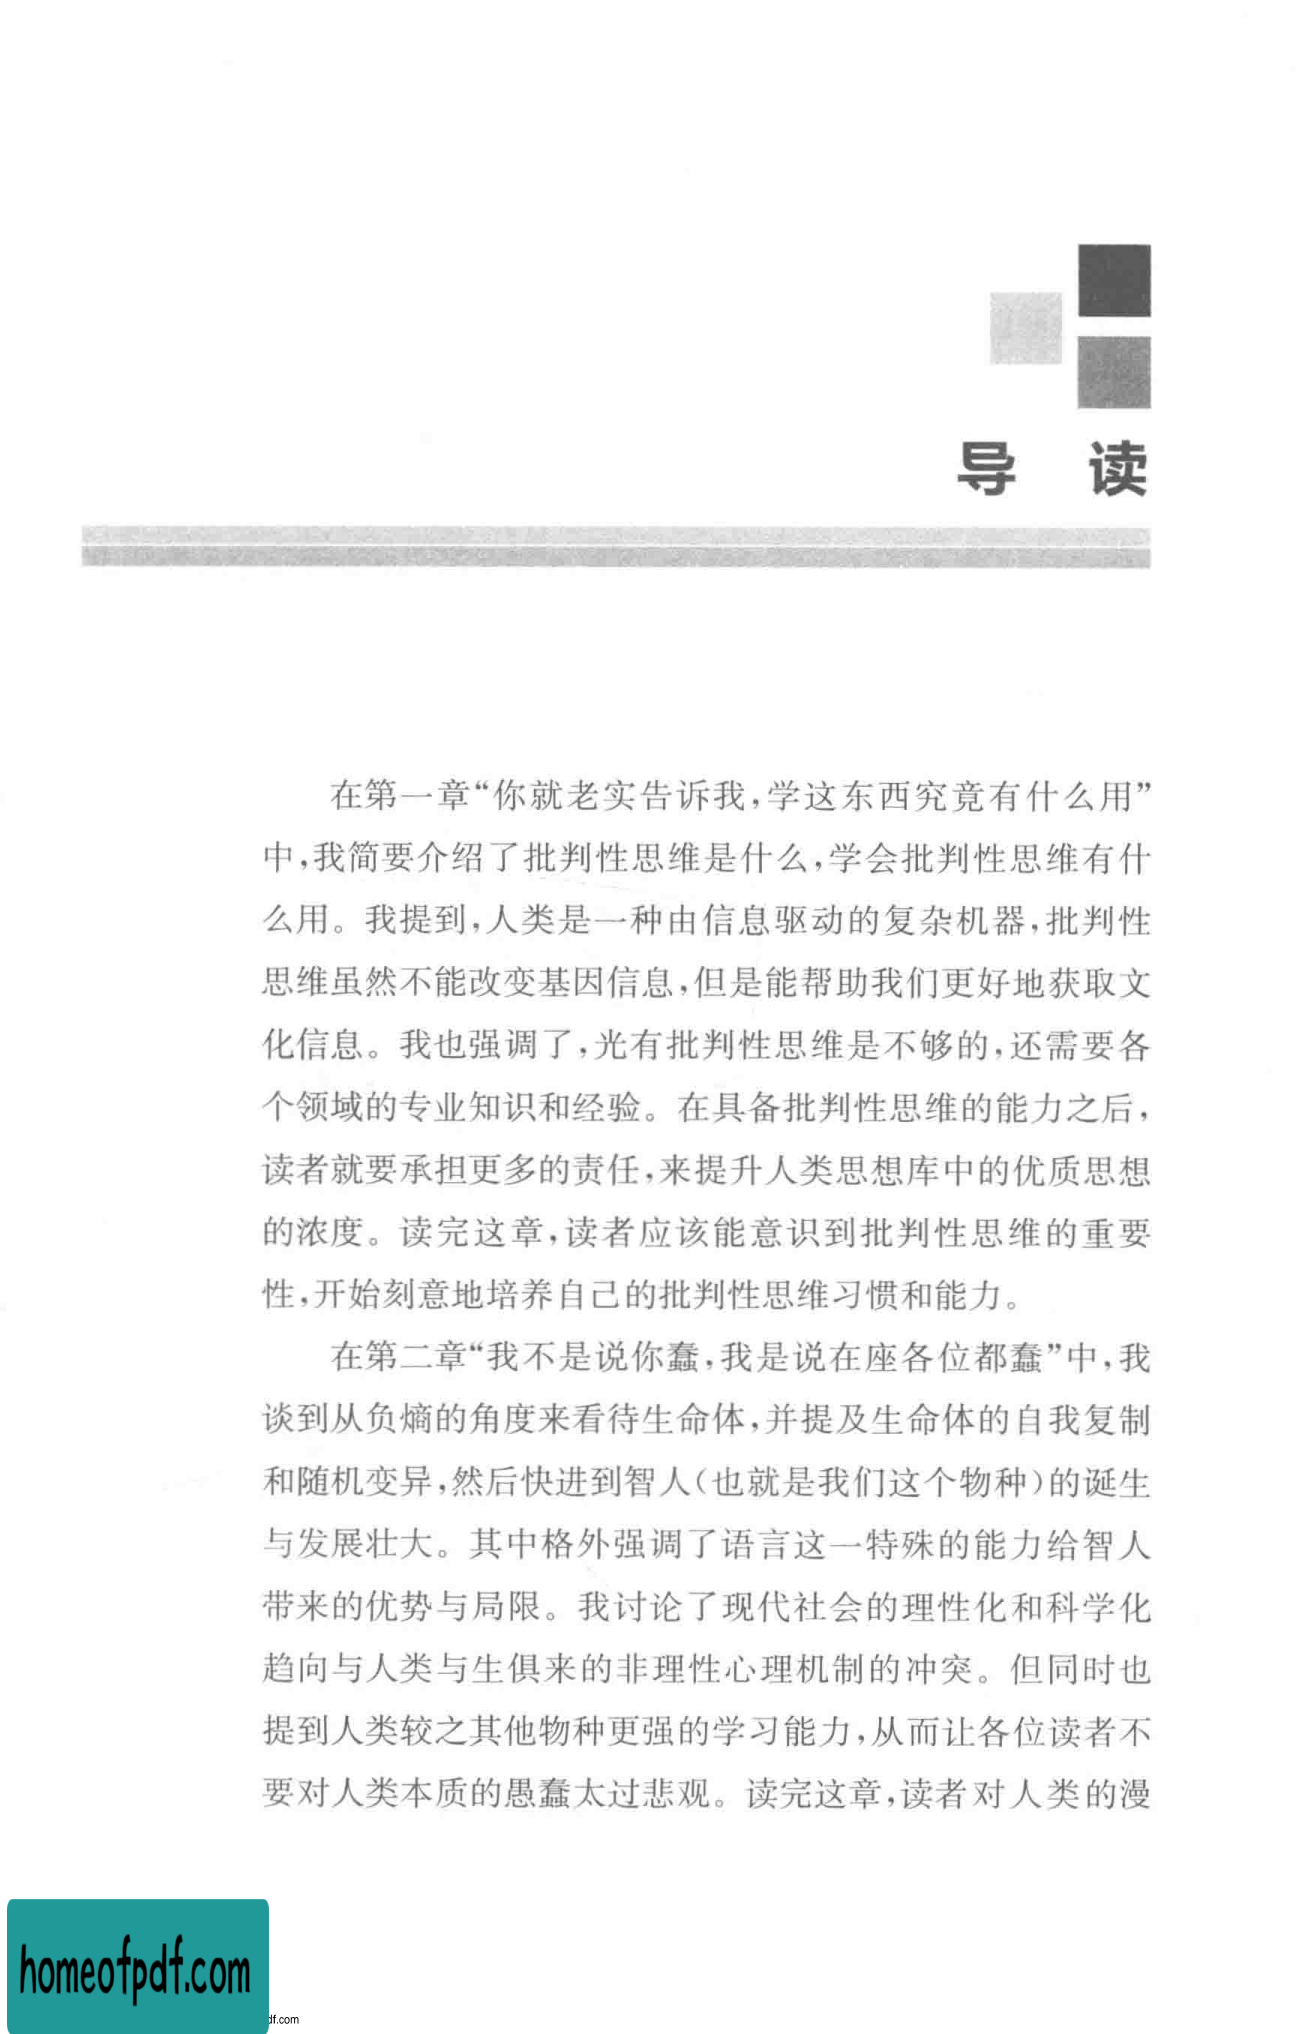 导 读
在第一章“你就老实告诉我,学这东西究竟有什么用”
中,我简要介绍了批判性思维是什么,学会批判性思维有什
么用。我提到,人类是一种由信息驱动的复杂机器,批判性
思维虽然不能改变基因信息,但是能帮助我们更好地获取文
化信息。我也强调了,光有批判性思维是不够的,还需要各
个领域的专业知识和经验。在具备批判性思维的能力之后,
读者就要承担更多的责任,来提升人类思想库中的优质思想
的浓度。读完这章,读者应该能意识到批判性思维的重要
性,开始刻意地培养自己的批判性思维习惯和能力。
在第二章“我不是说你蠢,我是说在座各位都蠢”中,我
谈到从负熵的角度来看待生命体,并提及生命体的自我复制
和随机变异,然后快进到智人(也就是我们这个物种)的诞生
与发展壮大。其中格外强调了语言这一特殊的能力给智人
带来的优势与局限。我讨论了现代社会的理性化和科学化
趋向与人类与生俱来的非理性心理机制的冲突。但同时也
提到人类较之其他物种更强的学习能力,从而让各位读者不
要对人类本质的愚蠢太过悲观。读完这章,读者对人类的漫
homeofpdf.com
df.com